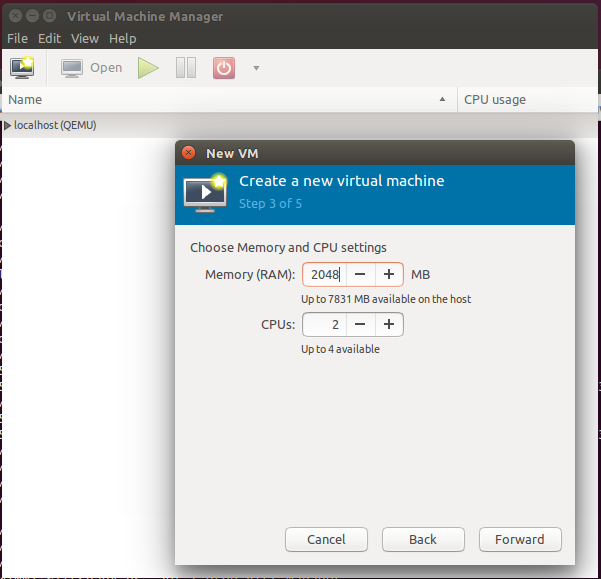 Virtual Machine Manager
File Edit View Help
Open
Name CPU usage
localhost (QEMU)
New VM
Create a new virtual machine
Step 3 of 5
Choose Memory and CPU settings
Memory (RAM): 2048 MB
Up to 7831 MB available on the host
CPUs: 2
Up to 4 available
Cancel Back Forward